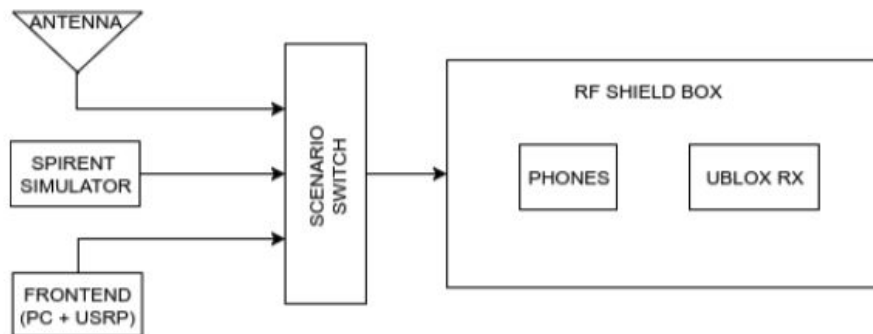 ANTENNA
SPIRENT
SIMULATOR
FRONTEND
(PC + USRP)
SCENARIO
SWITCH
RF SHIELD BOX
PHONES
UBLOX RX